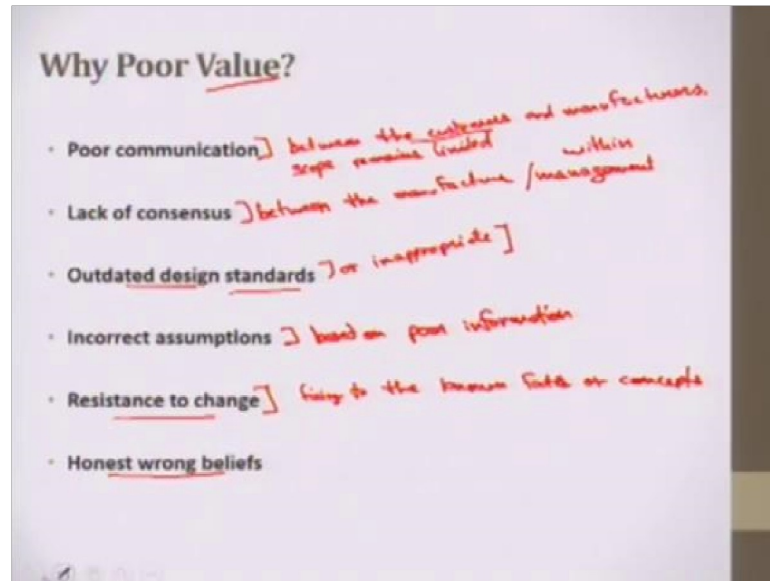 Why Poor Value?
• Poor communication ] between the customers and manufacturers.
scope remains limited
within
• Lack of consensus ] between the manufacture / management
• Outdated design standards ] or inappropriate ]
• Incorrect assumptions ] based on poor information
• Resistance to change ] to the known facts or concepts
• Honest wrong beliefs